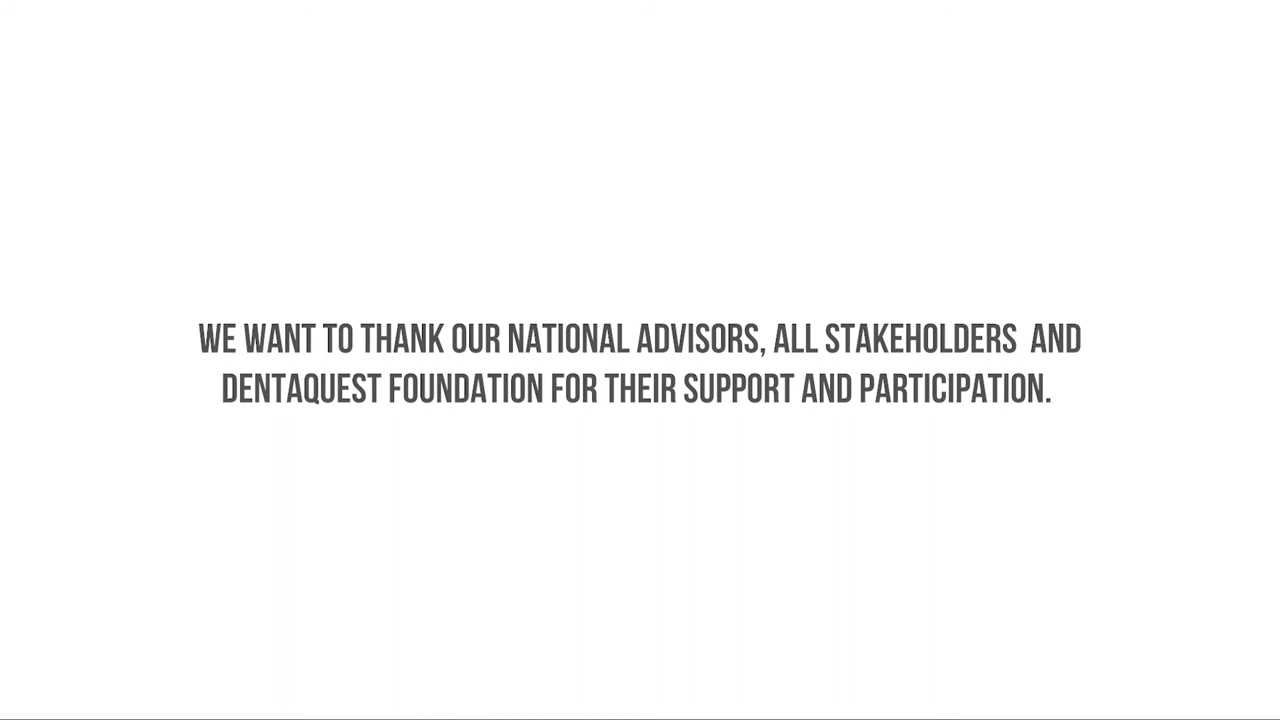 WE WANT TO THANK OUR NATIONAL ADVISORS, ALL STAKEHOLDERS  AND
DENTAQUEST FOUNDATION FOR THEIR SUPPORT AND PARTICIPATION.